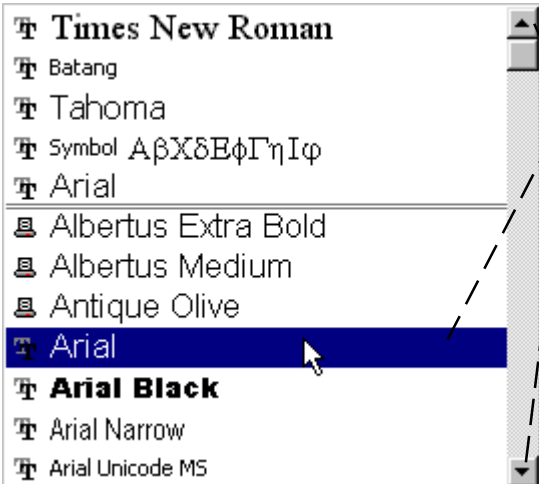 Times New Roman
Batang
Tahoma
Symbol ΑβΧδΕϕΓηΙφ
Arial
Albertus Extra Bold
Albertus Medium
Antique Olive
Arial
Arial Black
Arial Narrow
Arial Unicode MS